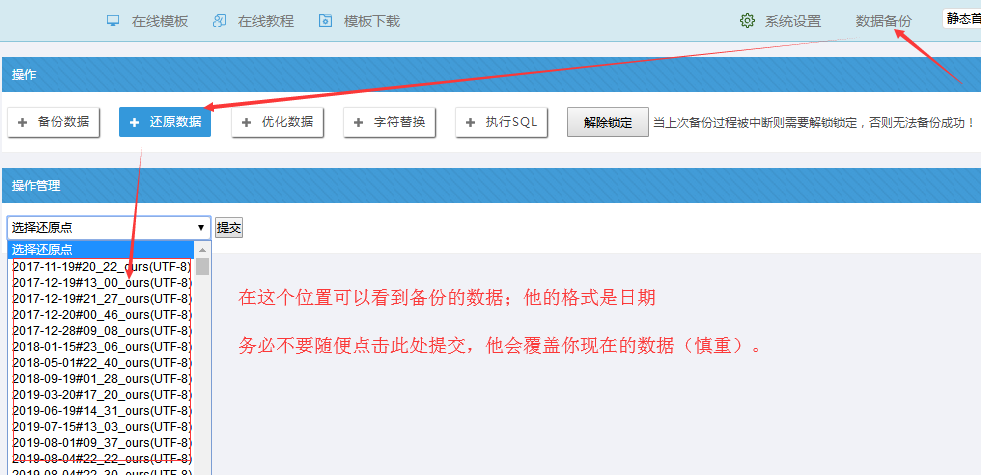 在线模板 在线教程 模板下载 系统设置 数据备份 静态首
操作
+ 备份数据 + 还原数据 + 优化数据 + 字符替换 + 执行SQL 解除锁定 当上次备份过程被中断则需要解锁锁定，否则无法备份成功！
操作管理
选择还原点 提交
选择还原点
2017-11-19#20_22_ours(UTF-8)
2017-12-19#13_00_ours(UTF-8)
2017-12-19#21_27_ours(UTF-8)
2017-12-20#00_46_ours(UTF-8)
2017-12-28#09_08_ours(UTF-8)
2018-01-15#23_06_ours(UTF-8)
2018-05-01#22_40_ours(UTF-8)
2018-09-19#01_28_ours(UTF-8)
2019-03-20#17_20_ours(UTF-8)
2019-06-19#14_31_ours(UTF-8)
2019-07-15#13_03_ours(UTF-8)
2019-08-01#09_37_ours(UTF-8)
2019-08-04#22_22_ours(UTF-8)
2019-08-04#22_30_ours(UTF-8)
在这个位置可以看到备份的数据；他的格式是日期
务必不要随便点击此处提交，他会覆盖你现在的数据（慎重）。